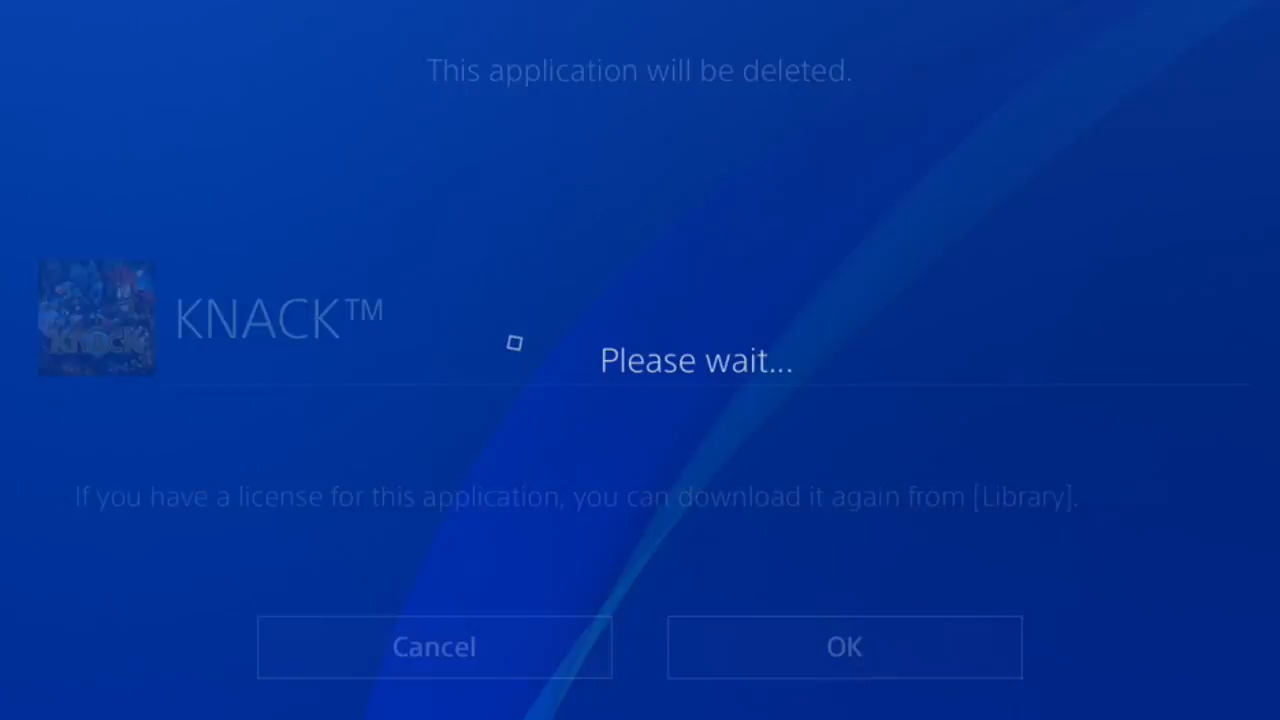 This application will be deleted.
KNACK
KNACK™
Please wait...
If you have a license for this application, you can download it again from [Library].
Cancel
OK